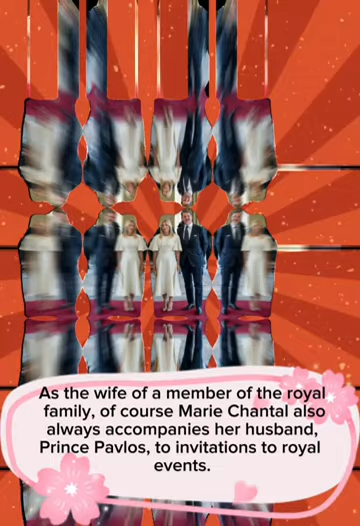 As the wife of a member of the royal
family, of course Marie Chantal also
always accompanies her husband,
Prince Pavlos, to invitations to royal
events.